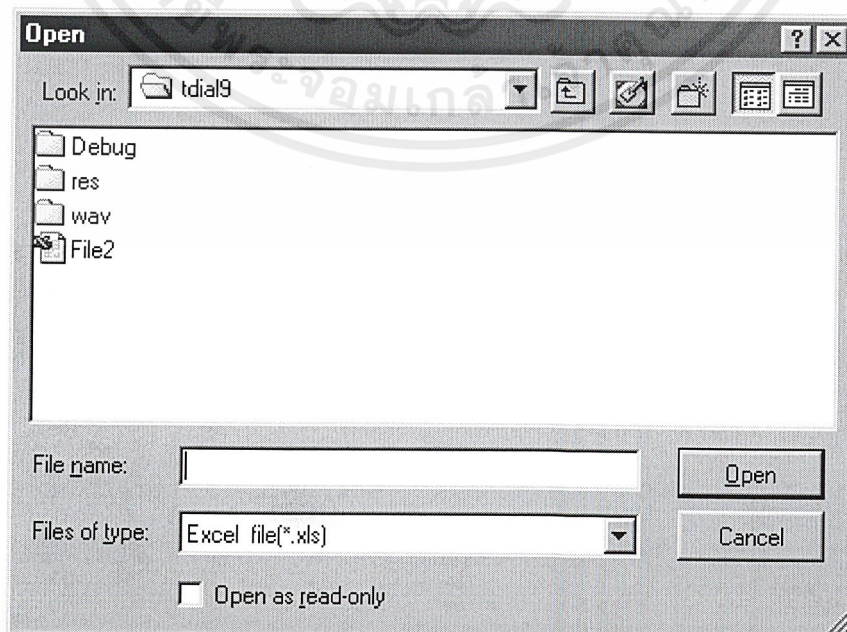 Open
Look in: tdial9
Debug
res
wav
File2
File name:
Open
Files of type: Excel file(*.xls)
Cancel
Open as read-only